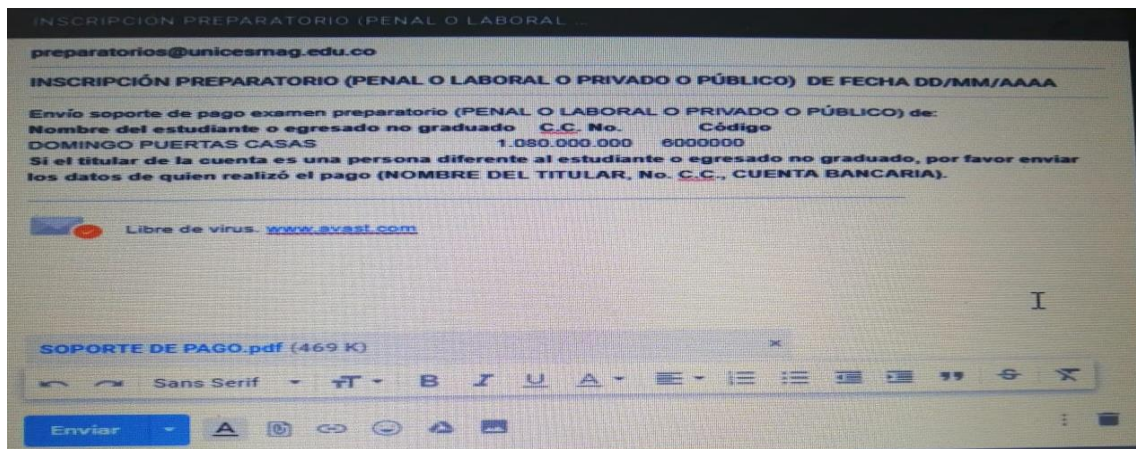 INSCRIPCIÓN PREPARATORIO (PENAL O LABORAL ...
preparatorios@unicesmag.edu.co
INSCRIPCIÓN PREPARATORIO (PENAL O LABORAL O PRIVADO O PÚBLICO) DE FECHA DD/MM/AAAA
Envío soporte de pago examen preparatorio (PENAL O LABORAL O PRIVADO O PÚBLICO) de:
Nombre del estudiante o egresado no graduado C.C. No. Código
DOMINGO PUERTAS CASAS 1.080.000.000 6000000
Si el titular de la cuenta es una persona diferente al estudiante o egresado no graduado, por favor enviar
los datos de quien realizó el pago (NOMBRE DEL TITULAR, No. C.C., CUENTA BANCARIA).
Libre de virus. www.avast.com
SOPORTE DE PAGO.pdf (469 K)
Sans Serif
Enviar